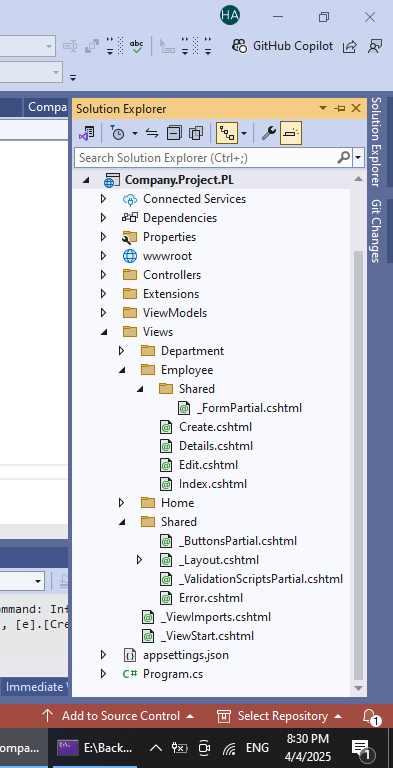 HA
abc
GitHub Copilot
Compa
Solution Explorer
Search Solution Explorer (Ctrl+;)
Company.Project.PL
Connected Services
Dependencies
Properties
wwwroot
Controllers
Extensions
ViewModels
Views
Department
Employee
Shared
_FormPartial.cshtml
Create.cshtml
Details.cshtml
Edit.cshtml
Index.cshtml
Home
Shared
_ButtonsPartial.cshtml
_Layout.cshtml
_ValidationScriptsPartial.cshtml
Error.cshtml
_ViewImports.cshtml
_ViewStart.cshtml
appsettings.json
C# Program.cs
Solution Explorer
Git Changes
ommand: Inf
, [e].[Cre
Immediate W
Add to Source Control
Select Repository
1
ompa...
E:\Back...
ENG
8:30 PM
4/4/2025
1